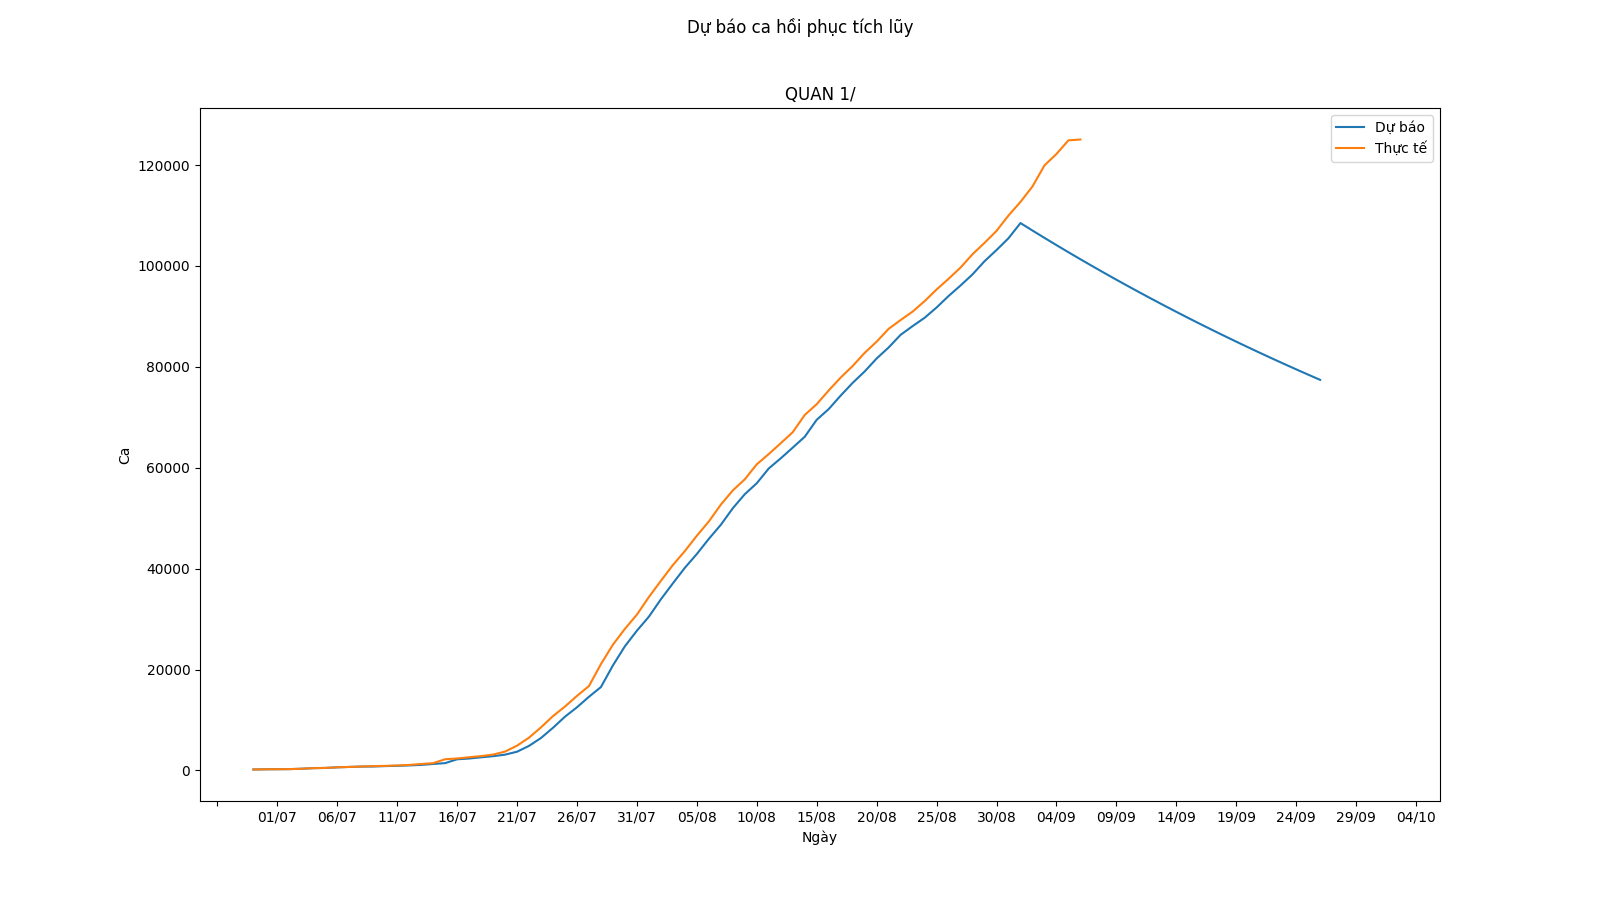 Dự báo ca hồi phục tích lũy
QUAN 1/
Dự báo
Thực tế
120000
100000
80000
60000
40000
20000
0
Ca
01/07 06/07 11/07 16/07 21/07 26/07 31/07 05/08 10/08 15/08 20/08 25/08 30/08 04/09 09/09 14/09 19/09 24/09 29/09 04/10
Ngày